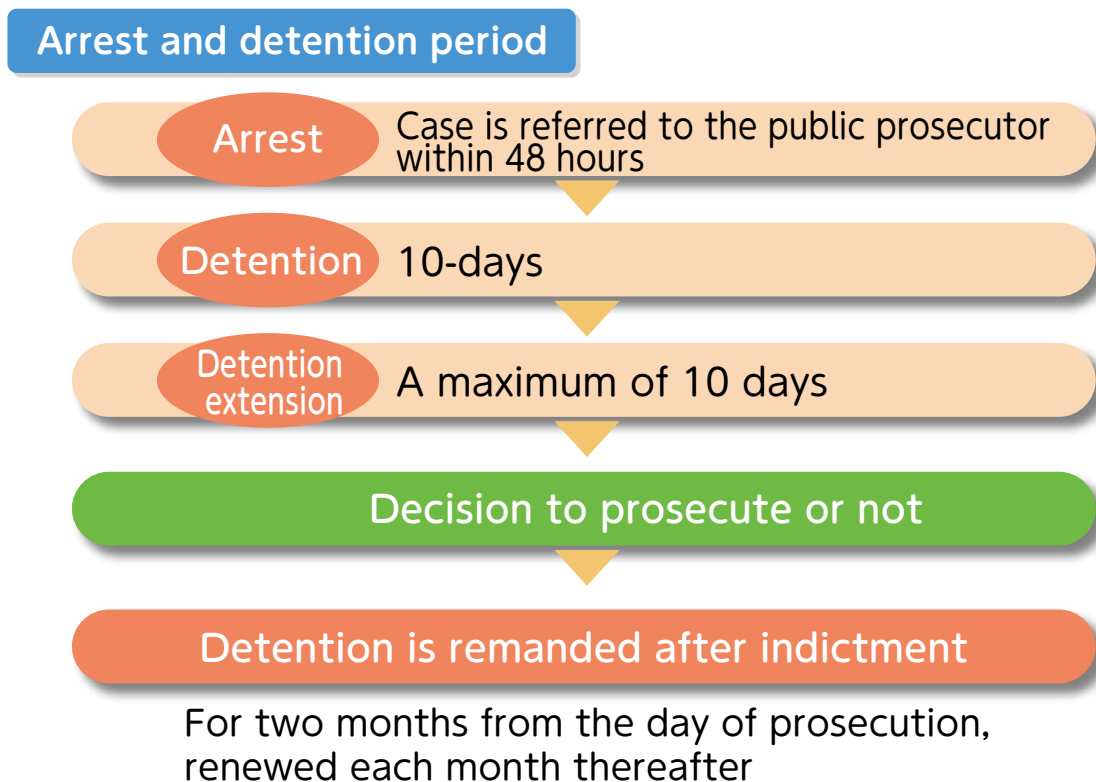 Arrest and detention period
Arrest
Case is referred to the public prosecutor
within 48 hours
Detention
10-days
Detention
extension
A maximum of 10 days
Decision to prosecute or not
Detention is remanded after indictment
For two months from the day of prosecution,
renewed each month thereafter